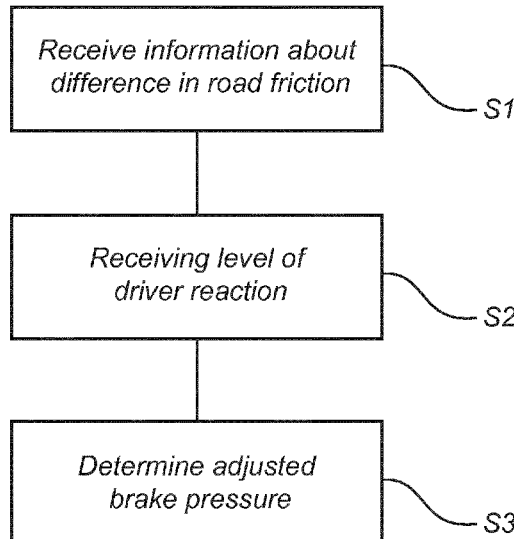 Receive information about
difference in road friction
S1
Receiving level of
driver reaction
S2
Determine adjusted
brake pressure
S3